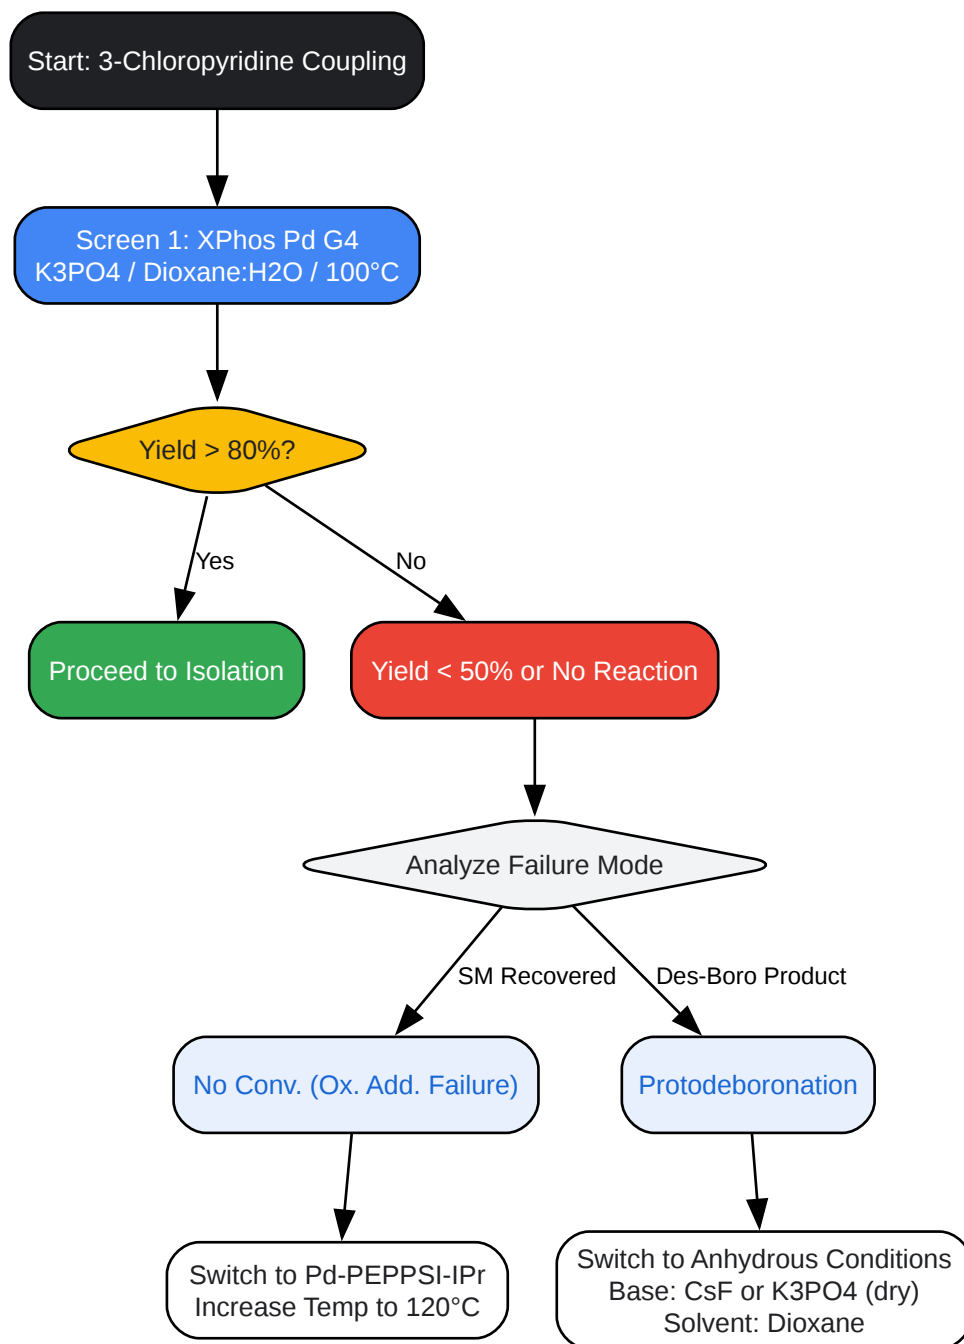 Start: 3-Chloropyridine Coupling
Screen 1: XPhos Pd G4
K3PO4 / Dioxane:H2O / 100°C
Yield > 80%?
Yes
No
Proceed to Isolation
Yield < 50% or No Reaction
Analyze Failure Mode
SM Recovered
Des-Boro Product
No Conv. (Ox. Add. Failure)
Protodeboronation
Switch to Pd-PEPPSI-IPr
Increase Temp to 120°C
Switch to Anhydrous Conditions
Base: CsF or K3PO4 (dry)
Solvent: Dioxane